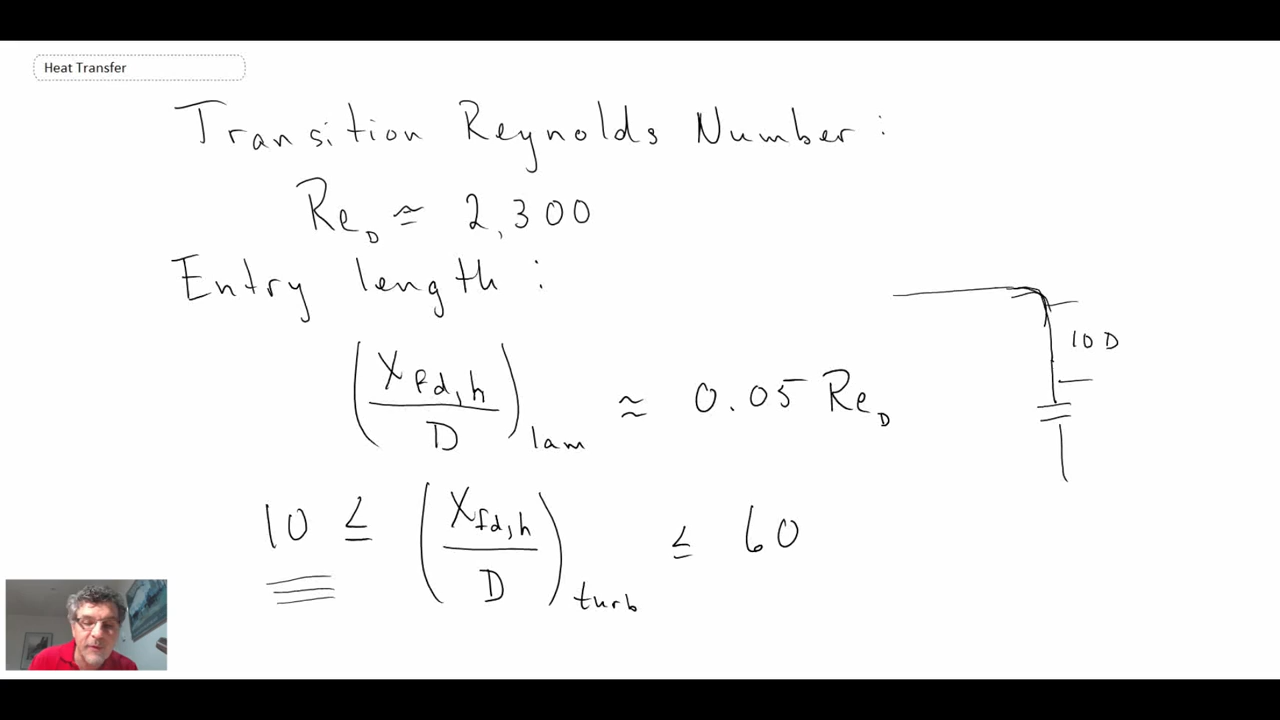 Heat Transfer
Transition Reynolds Number:
Re_D ≃ 2,300
Entry length:
(X_fd,h / D)_lam ≈ 0.05 Re_D
10 D
10 ≤ (X_fd,h / D)_turb ≤ 60